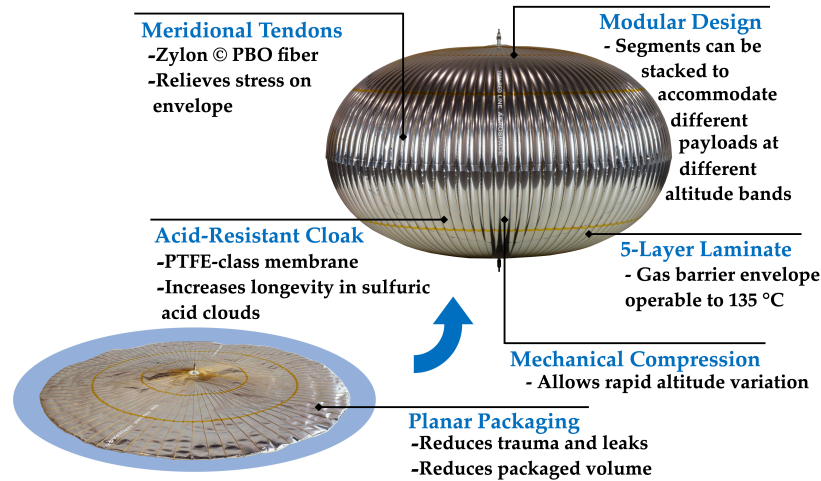 Meridional Tendons
-Zylon © PBO fiber
-Relieves stress on
envelope
Modular Design
- Segments can be
stacked to
accommodate
different
payloads at
different
altitude bands
Acid-Resistant Cloak
-PTFE-class membrane
-Increases longevity in sulfuric
acid clouds
5-Layer Laminate
- Gas barrier envelope
operable to 135 °C
Mechanical Compression
- Allows rapid altitude variation
Planar Packaging
-Reduces trauma and leaks
-Reduces packaged volume